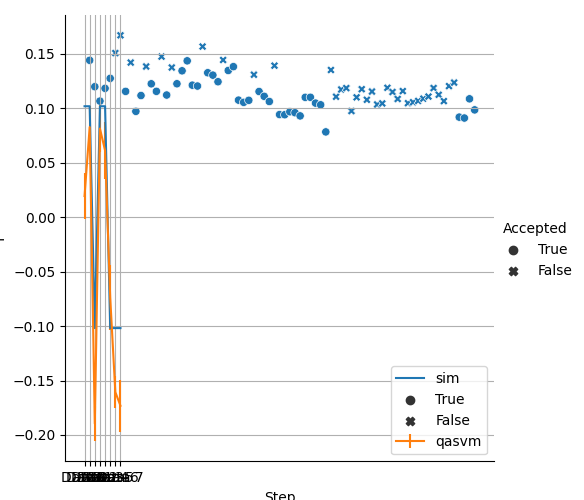 0.15
0.10
0.05
0.00
−0.05
−0.10
−0.15
−0.20
Accepted
True
False
sim
True
False
qasvm
Step